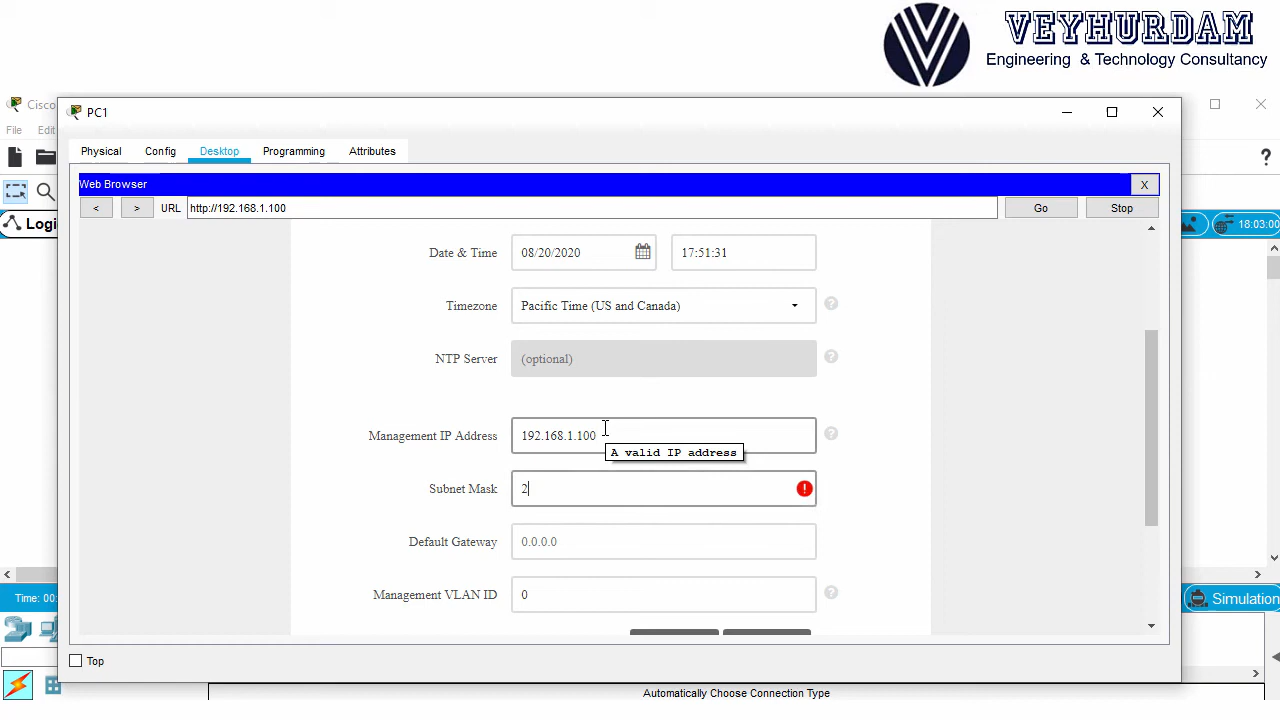 VEYHURDAM
Engineering & Technology Consultancy
Cisco
PC1
File Edit
Physical Config Desktop Programming Attributes
?
Web Browser X
< > URL http://192.168.1.100 Go Stop
Logi
18:03:00
Date & Time 08/20/2020 17:51:31
Timezone Pacific Time (US and Canada) ?
NTP Server (optional) ?
Management IP Address 192.168.1.100 ?
A valid IP address
Subnet Mask 2 !
Default Gateway 0.0.0.0
Management VLAN ID 0 ?
Time: 00:
Simulation
Top
Automatically Choose Connection Type